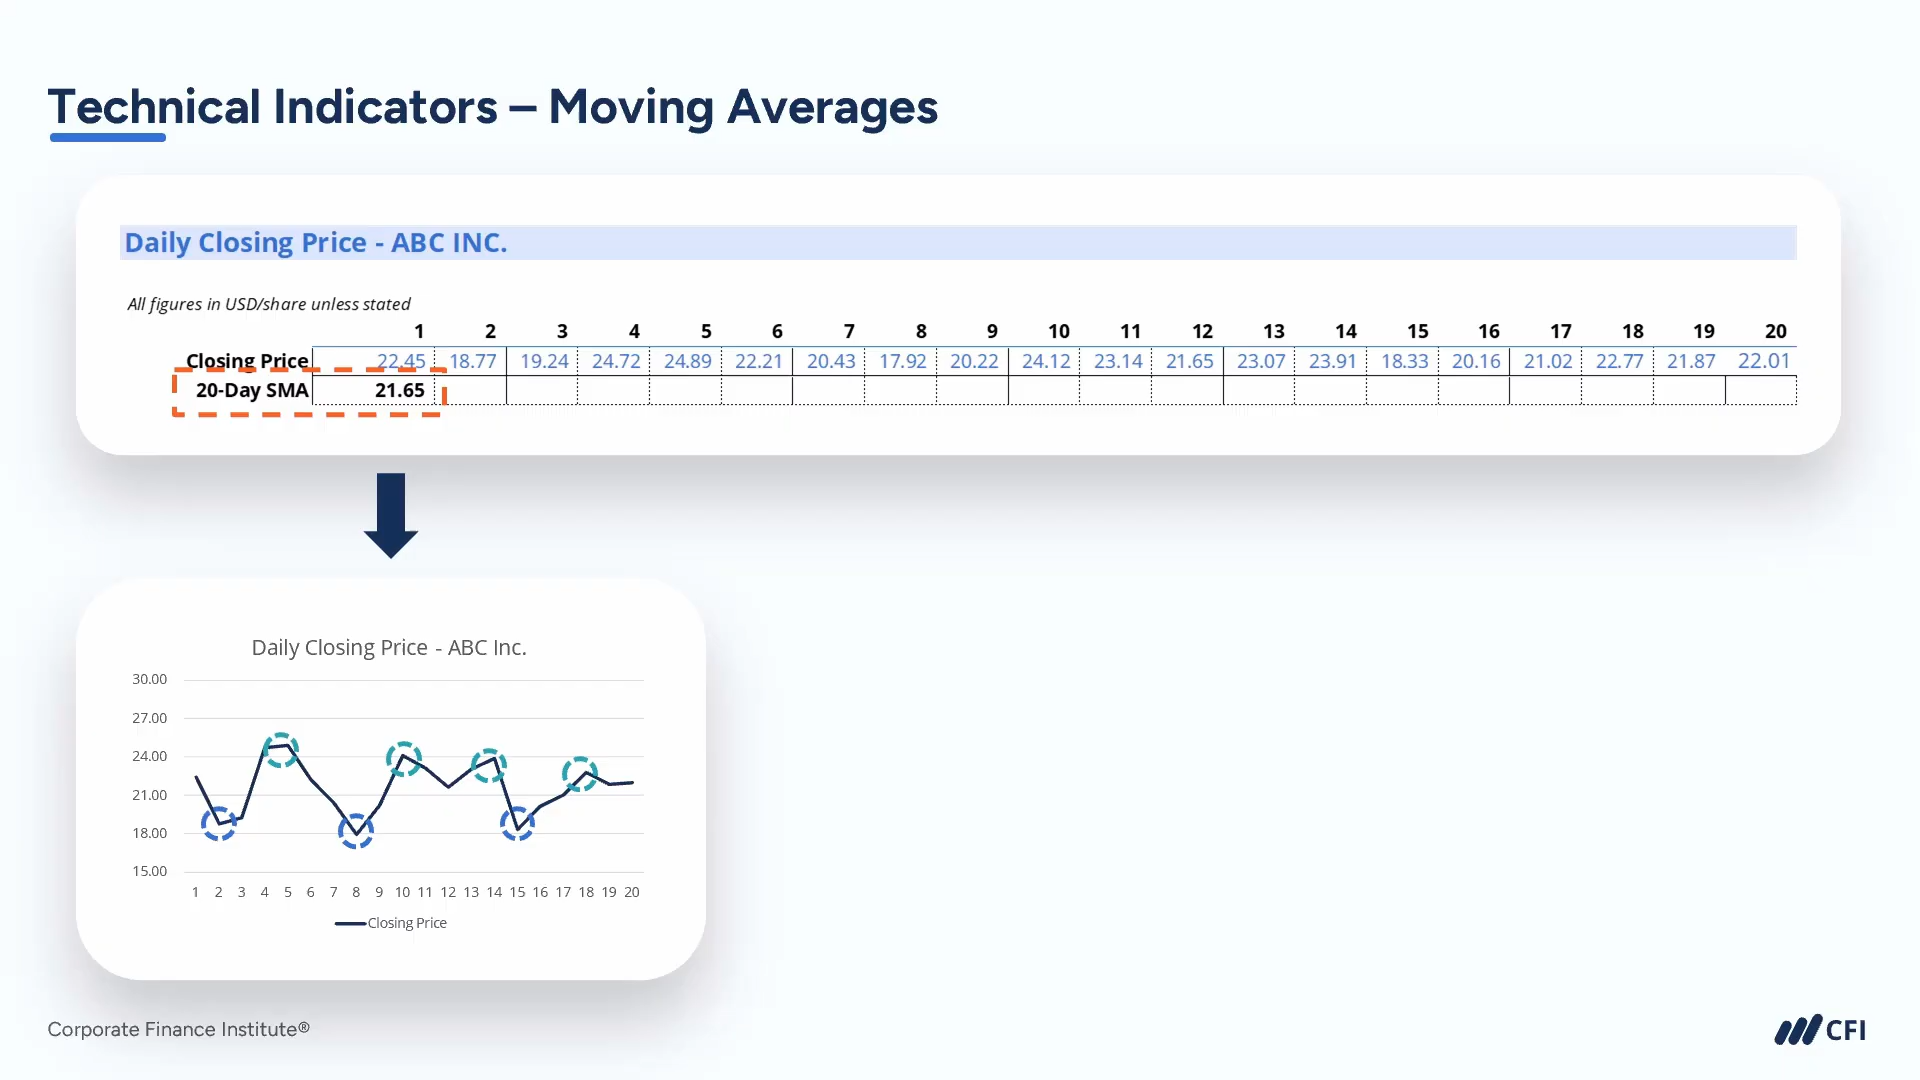 Technical Indicators – Moving Averages
Daily Closing Price - ABC INC.
All figures in USD/share unless stated
1 2 3 4 5 6 7 8 9 10 11 12 13 14 15 16 17 18 19 20
Closing Price 22.45 18.77 19.24 24.72 24.89 22.21 20.43 17.92 20.22 24.12 23.14 21.65 23.07 23.91 18.33 20.16 21.02 22.77 21.87 22.01
20-Day SMA 21.65
Daily Closing Price - ABC Inc.
30.00
27.00
24.00
21.00
18.00
15.00
1 2 3 4 5 6 7 8 9 10 11 12 13 14 15 16 17 18 19 20
Closing Price
Corporate Finance Institute®
CFI